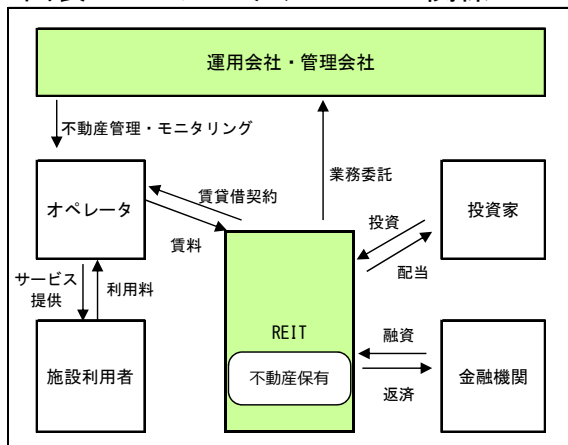 運用会社・管理会社
不動産管理・モニタリング
業務委託
オペレータ
賃貸借契約
賃料
投資
配当
投資家
サービス
提供
利用料
REIT
不動産保有
融資
返済
施設利用者
金融機関